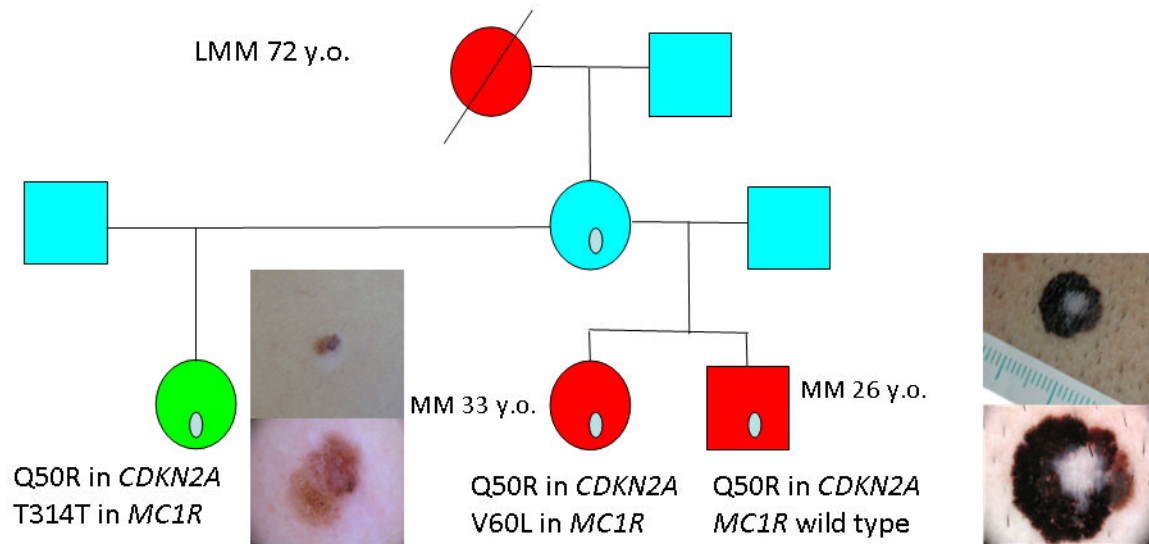 LMM 72 y.o.
MM 33 y.o.
MM 26 y.o.
Q50R in CDKN2A
T314T in MC1R
Q50R in CDKN2A
V60L in MC1R
Q50R in CDKN2A
MC1R wild type